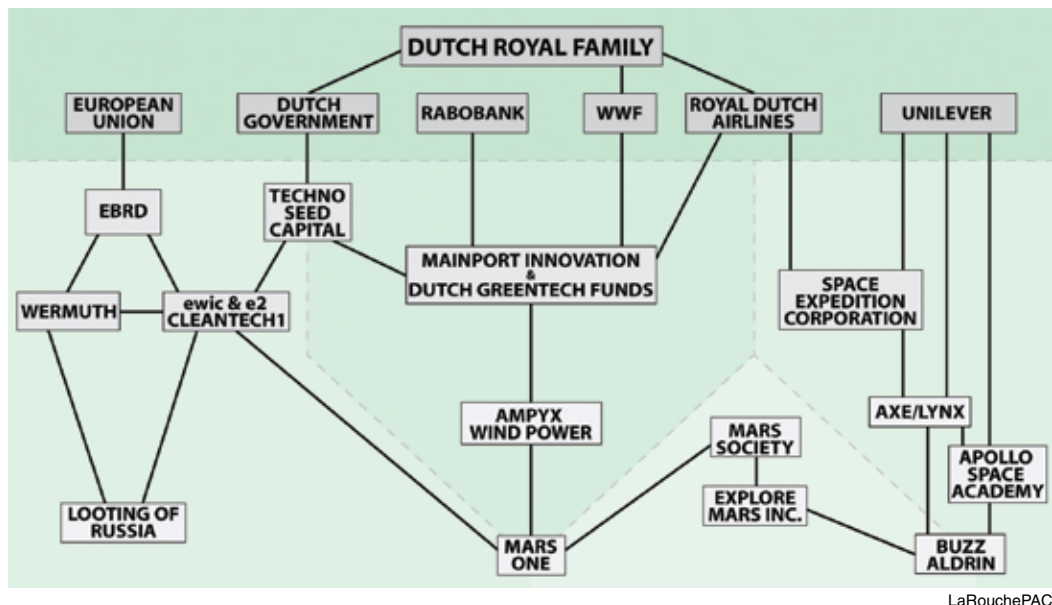 DUTCH ROYAL FAMILY
EUROPEAN
UNION
DUTCH
GOVERNMENT
RABOBANK
WWF
ROYAL DUTCH
AIRLINES
UNILEVER
EBRD
TECHNO
SEED
CAPITAL
MAINPORT INNOVATION
&
DUTCH GREENTECH FUNDS
WERMUTH
ewic & e2
CLEANTECH1
SPACE
EXPEDITION
CORPORATION
AMPYX
WIND POWER
AXE/LYNX
MARS
SOCIETY
APOLLO
SPACE
ACADEMY
EXPLORE
MARS INC.
LOOTING OF
RUSSIA
MARS
ONE
BUZZ
ALDRIN
LaRouchePAC